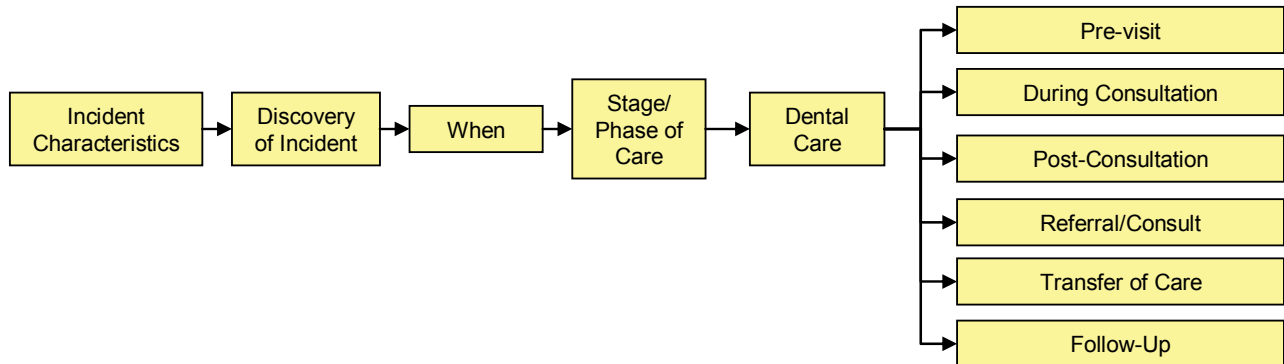 Incident
Characteristics
Discovery
of Incident
When
Stage/
Phase of
Care
Dental
Care
Pre-visit
During Consultation
Post-Consultation
Referral/Consult
Transfer of Care
Follow-Up